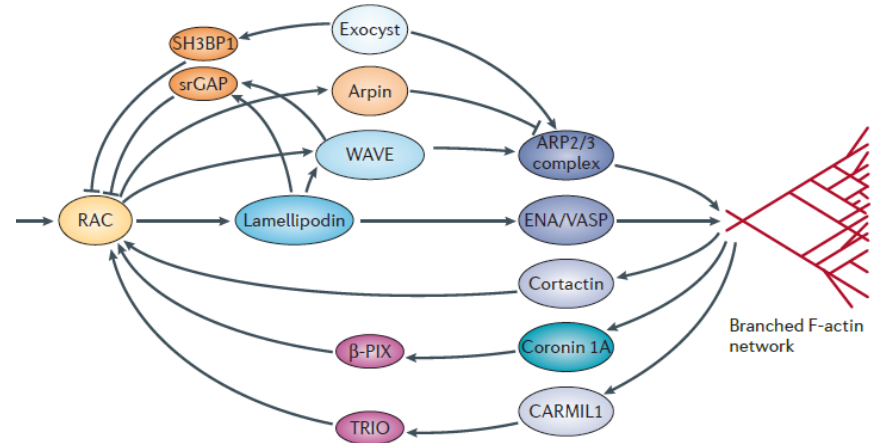 Exocyst
SH3BP1
srGAP
Arpin
WAVE
ARP2/3
complex
RAC
Lamellipodin
ENA/VASP
Cortactin
Branched F-actin
network
β-PIX
Coronin 1A
CARMIL1
TRIO